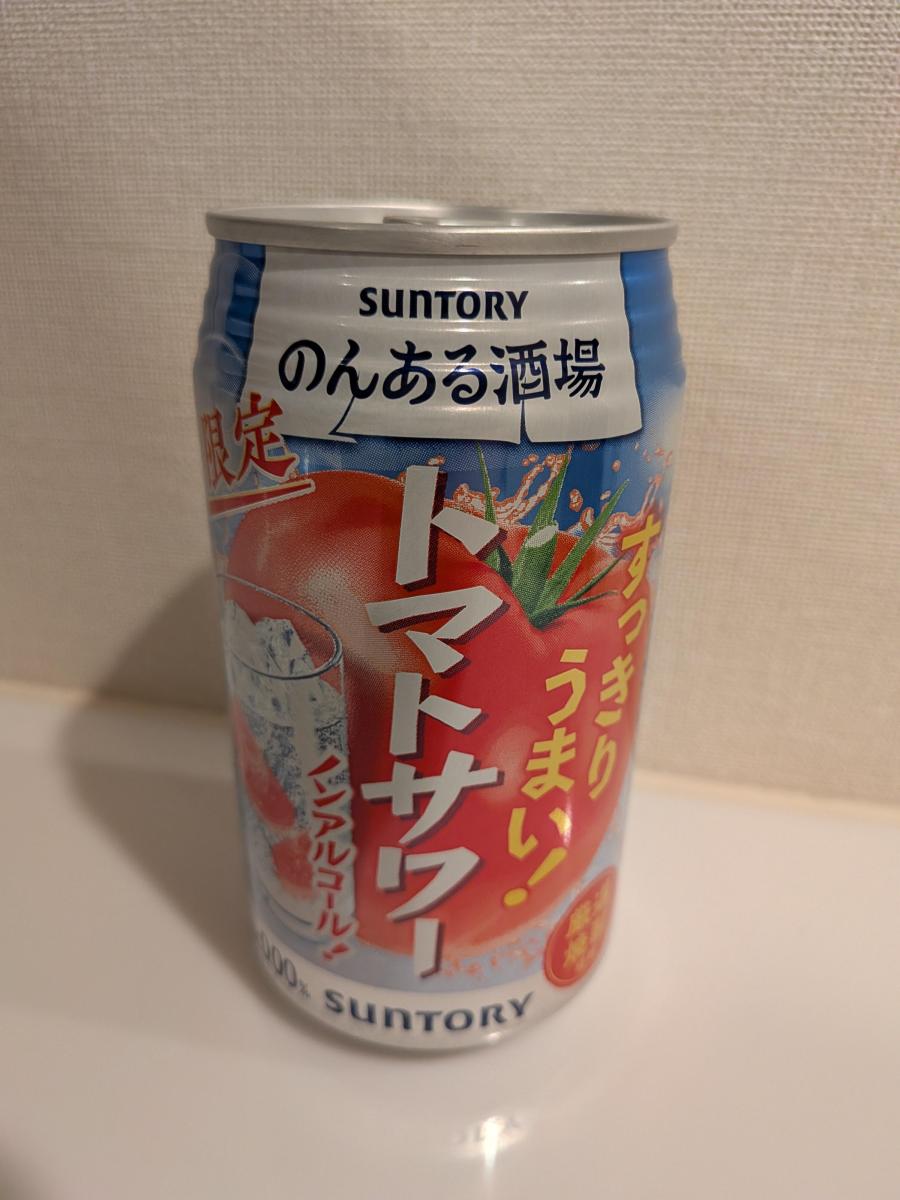 SUNTORY
のんある酒場
限定
トマトサワー
すっきり
うまい!
ノンアルコール!
SUNTORY